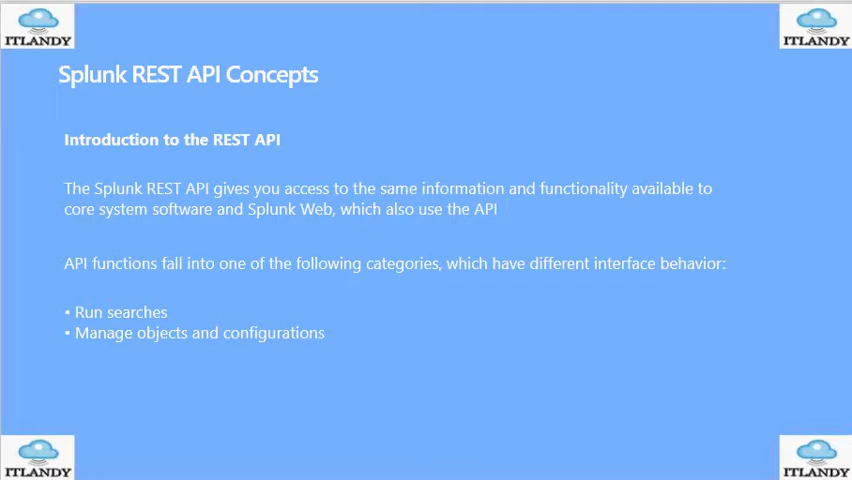 ITLANDY
ITLANDY
Splunk REST API Concepts
Introduction to the REST API
The Splunk REST API gives you access to the same information and functionality available to
core system software and Splunk Web, which also use the API
API functions fall into one of the following categories, which have different interface behavior:
▪ Run searches
▪ Manage objects and configurations
ITLANDY
ITLANDY